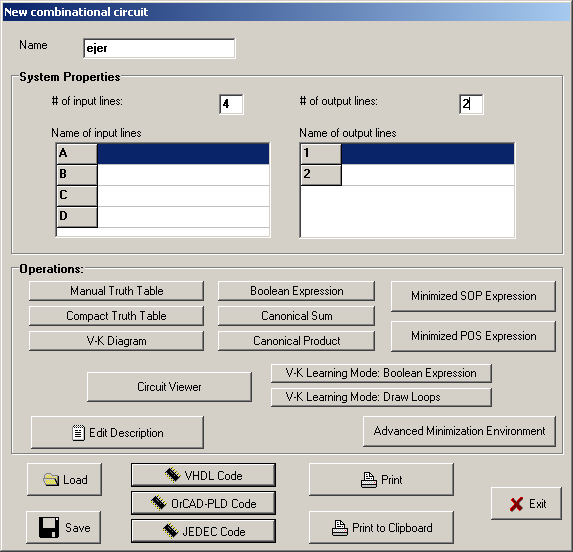 New combinational circuit
Name ejer
System Properties
# of input lines: 4 # of output lines: 2
Name of input lines Name of output lines
A 1
B 2
C
D
Operations:
Manual Truth Table Boolean Expression Minimized SOP Expression
Compact Truth Table Canonical Sum
V-K Diagram Canonical Product Minimized POS Expression
Circuit Viewer V-K Learning Mode: Boolean Expression
V-K Learning Mode: Draw Loops
Edit Description Advanced Minimization Environment
Load VHDL Code Print
OrCAD-PLD Code Exit
Save JEDEC Code Print to Clipboard